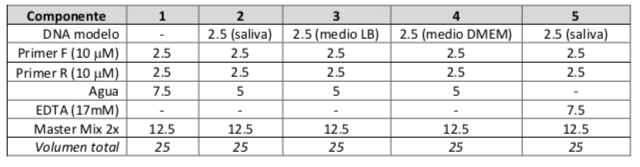 Componente 1 2 3 4 5
DNA modelo - 2.5 (saliva) 2.5 (medio LB) 2.5 (medio DMEM) 2.5 (saliva)
Primer F (10 μM) 2.5 2.5 2.5 2.5 2.5
Primer R (10 μM) 2.5 2.5 2.5 2.5 2.5
Agua 7.5 5 5 5 -
EDTA (17mM) - - - - 7.5
Master Mix 2x 12.5 12.5 12.5 12.5 12.5
Volumen total 25 25 25 25 25